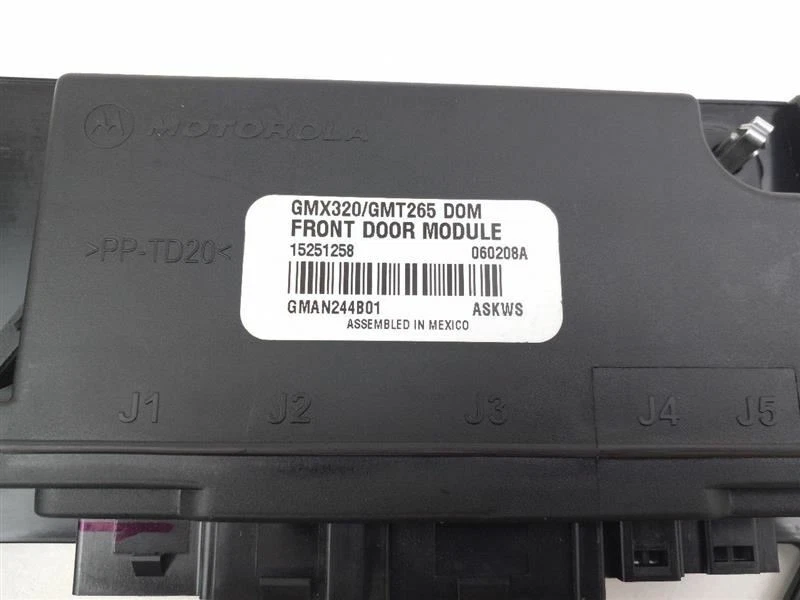 MOTOROLA
GMX320/GMT265 DOM
FRONT DOOR MODULE
15251258 060208A
GMAN244B01 ASKWS
ASSEMBLED IN MEXICO
>PP-TD20<
J1 J2 J3 J4 J5